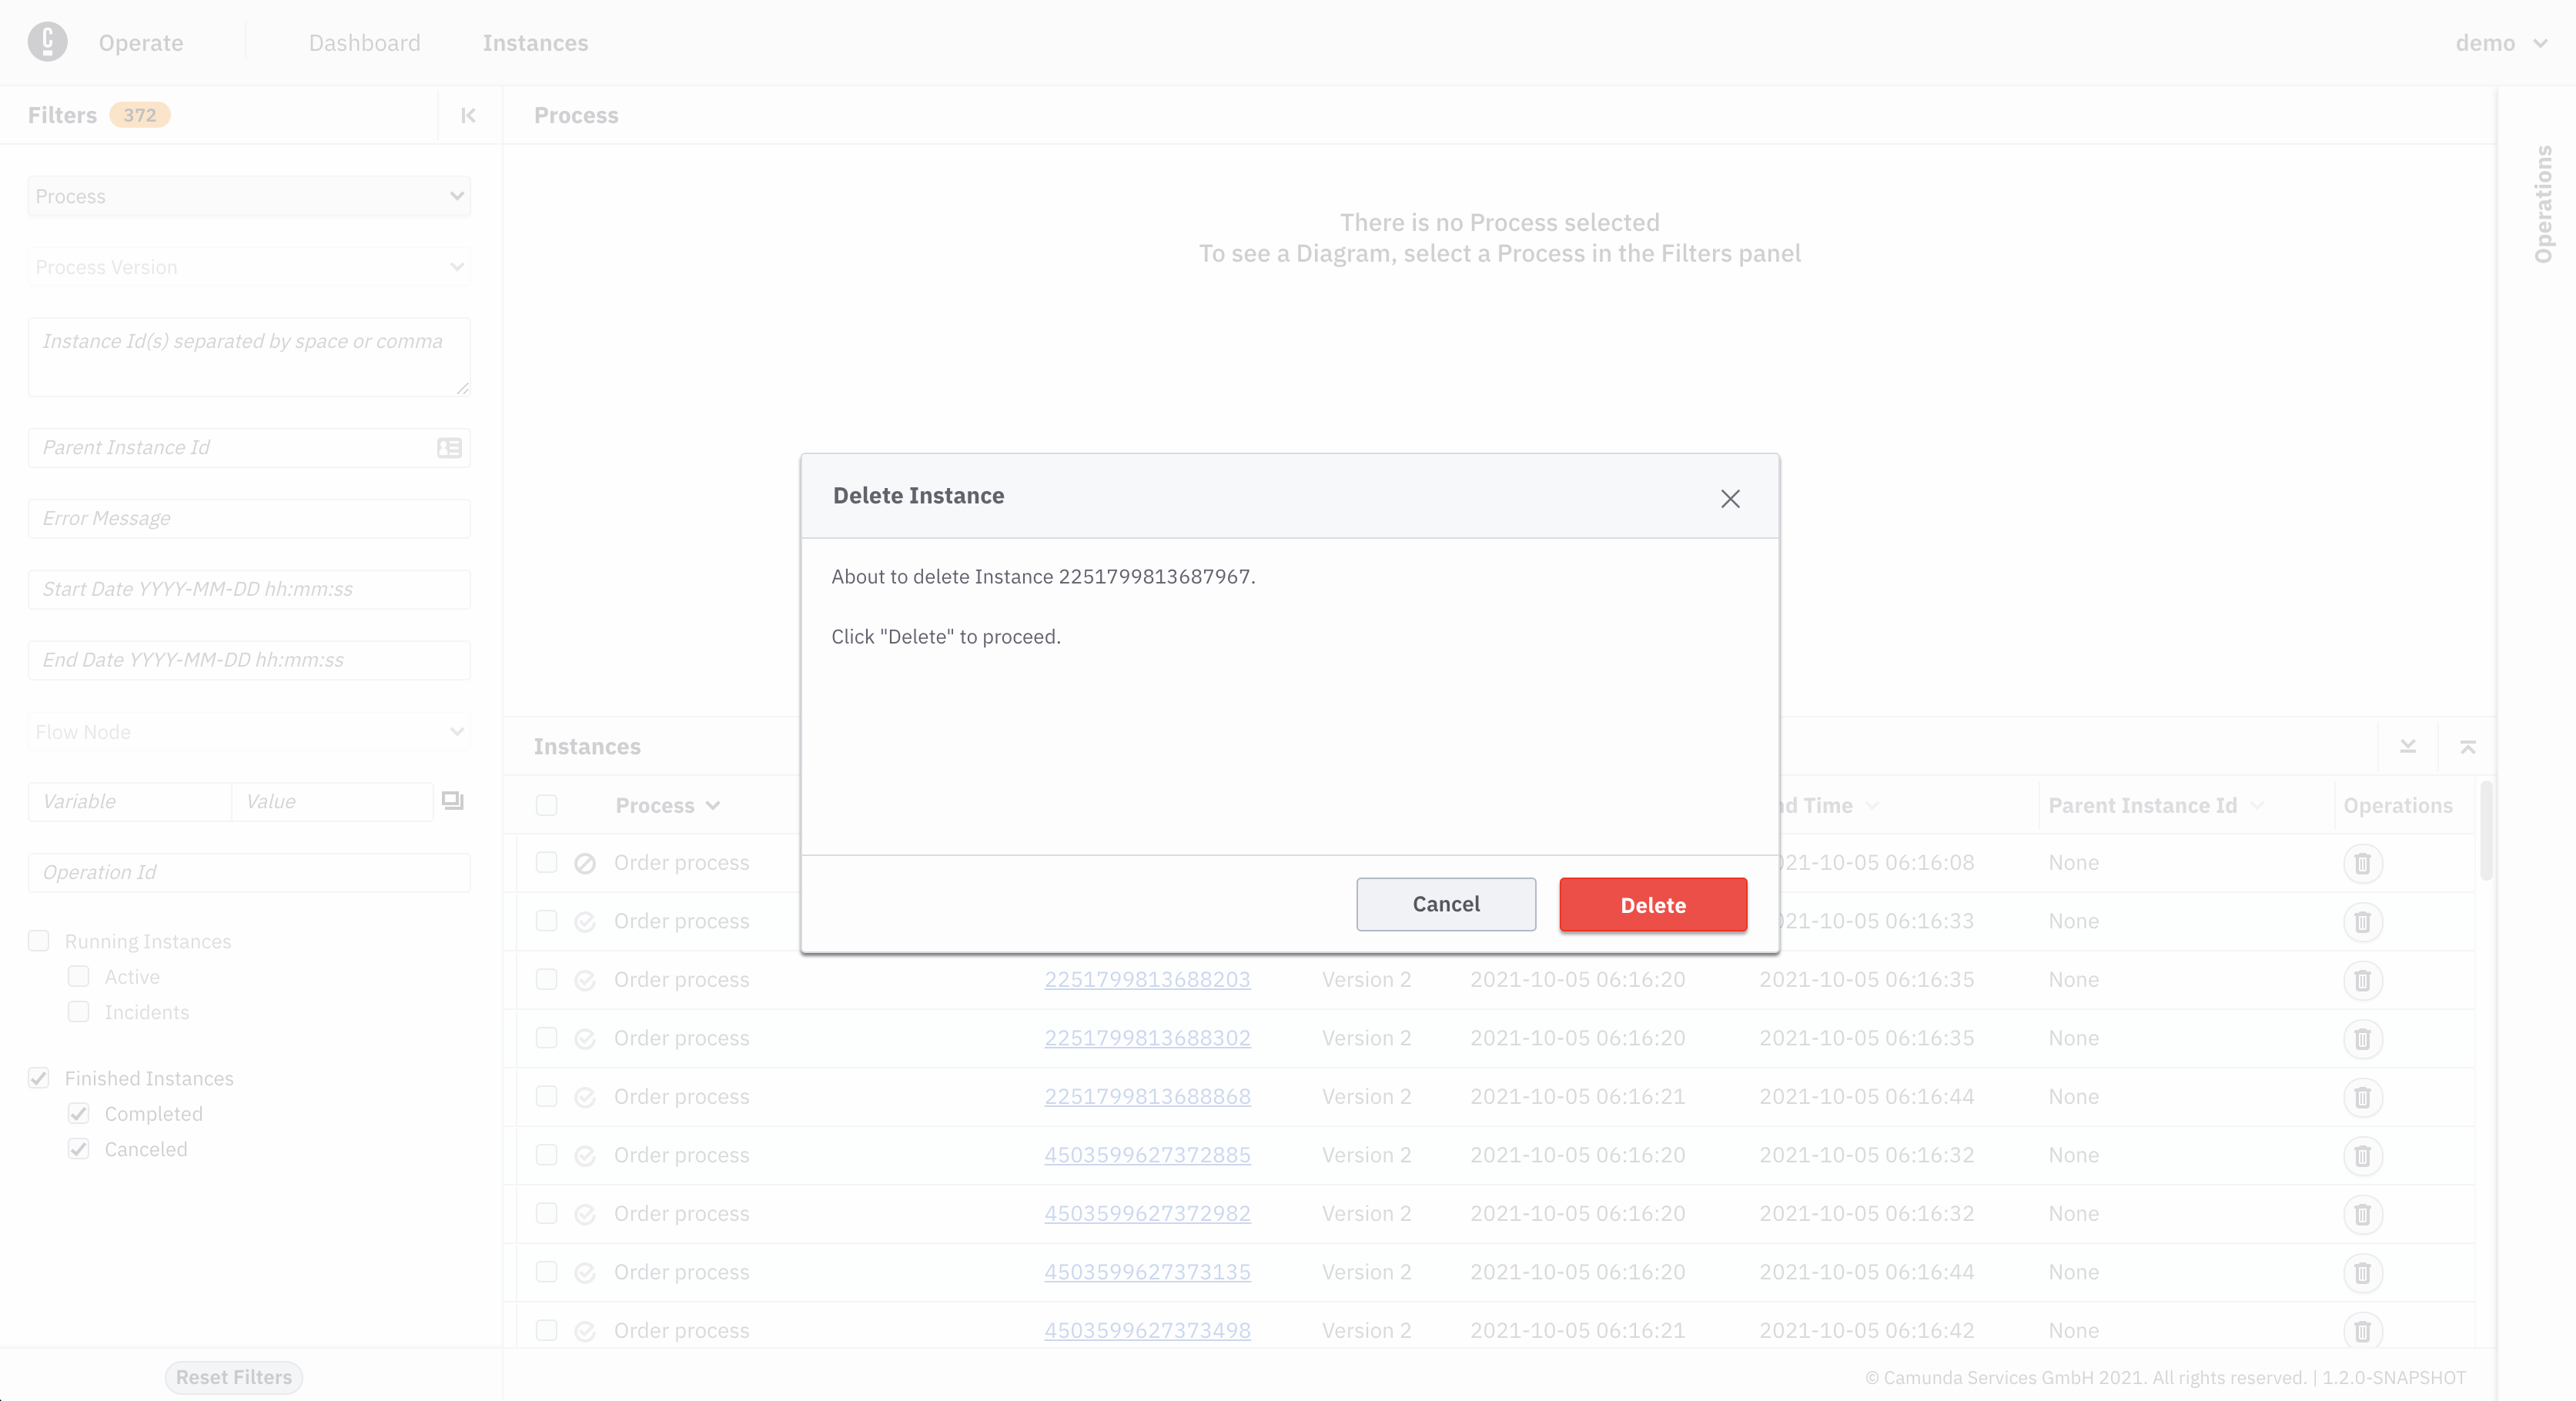 Operate
Dashboard
Instances
demo
Filters 372
Process
Process Version
Instance Id(s) separated by space or comma
Parent Instance Id
Error Message
Start Date YYYY-MM-DD hh:mm:ss
End Date YYYY-MM-DD hh:mm:ss
Flow Node
Variable Value
Operation Id
Running Instances
Active
Incidents
Finished Instances
Completed
Canceled
Reset Filters
Process
There is no Process selected
To see a Diagram, select a Process in the Filters panel
Operations
Delete Instance
About to delete Instance 2251799813687967.
Click "Delete" to proceed.
Cancel Delete
Instances
Process Time Parent Instance Id Operations
Order process 021-10-05 06:16:08 None
Order process 021-10-05 06:16:33 None
Order process 2251799813688203 Version 2 2021-10-05 06:16:20 2021-10-05 06:16:35 None
Order process 2251799813688302 Version 2 2021-10-05 06:16:20 2021-10-05 06:16:35 None
Order process 2251799813688868 Version 2 2021-10-05 06:16:21 2021-10-05 06:16:44 None
Order process 4503599627372885 Version 2 2021-10-05 06:16:20 2021-10-05 06:16:32 None
Order process 4503599627372982 Version 2 2021-10-05 06:16:20 2021-10-05 06:16:32 None
Order process 4503599627373135 Version 2 2021-10-05 06:16:20 2021-10-05 06:16:44 None
Order process 4503599627373498 Version 2 2021-10-05 06:16:21 2021-10-05 06:16:42 None
© Camunda Services GmbH 2021. All rights reserved. | 1.2.0-SNAPSHOT